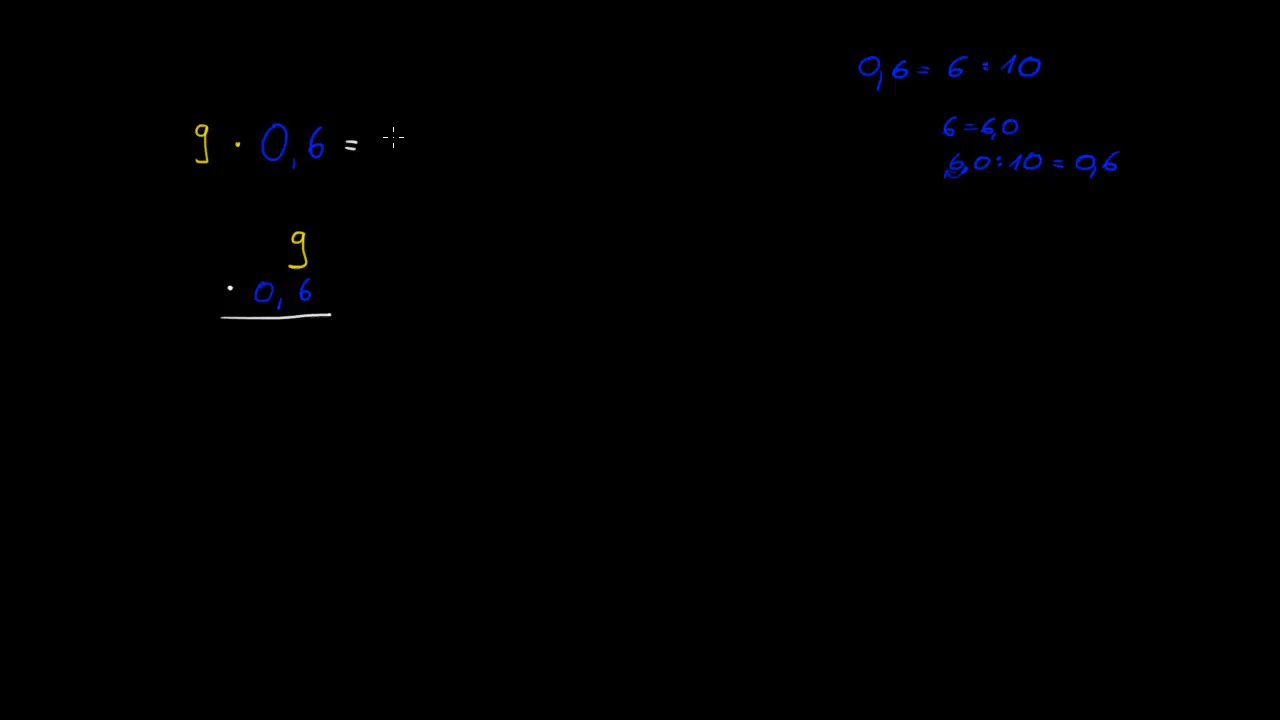 9 · 0,6 =
9
· 0,6
0,6 = 6 : 10
6 = 6,0
6,0 : 10 = 0,6